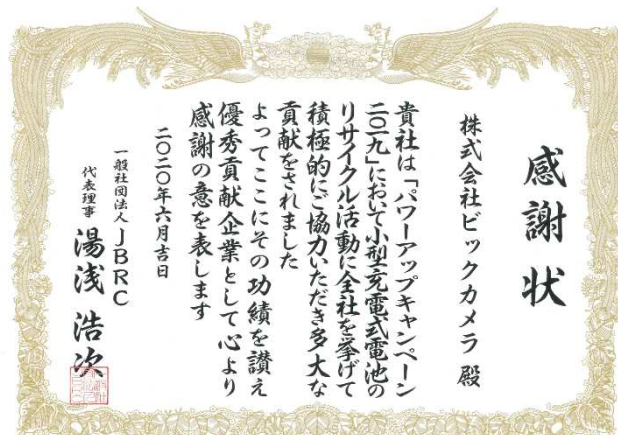 感謝状
株式会社ビックカメラ 殿
貴社は「パワーアップキャンペーン
二〇一九」において小型充電式電池の
リサイクル活動に全社を挙げて
積極的にご協力いただき多大な
貢献をされました
よってここにその功績を讃え
優秀貢献企業として心より
感謝の意を表します
二〇二〇年六月吉日
一般社団法人JBRC
代表理事 湯浅 浩次